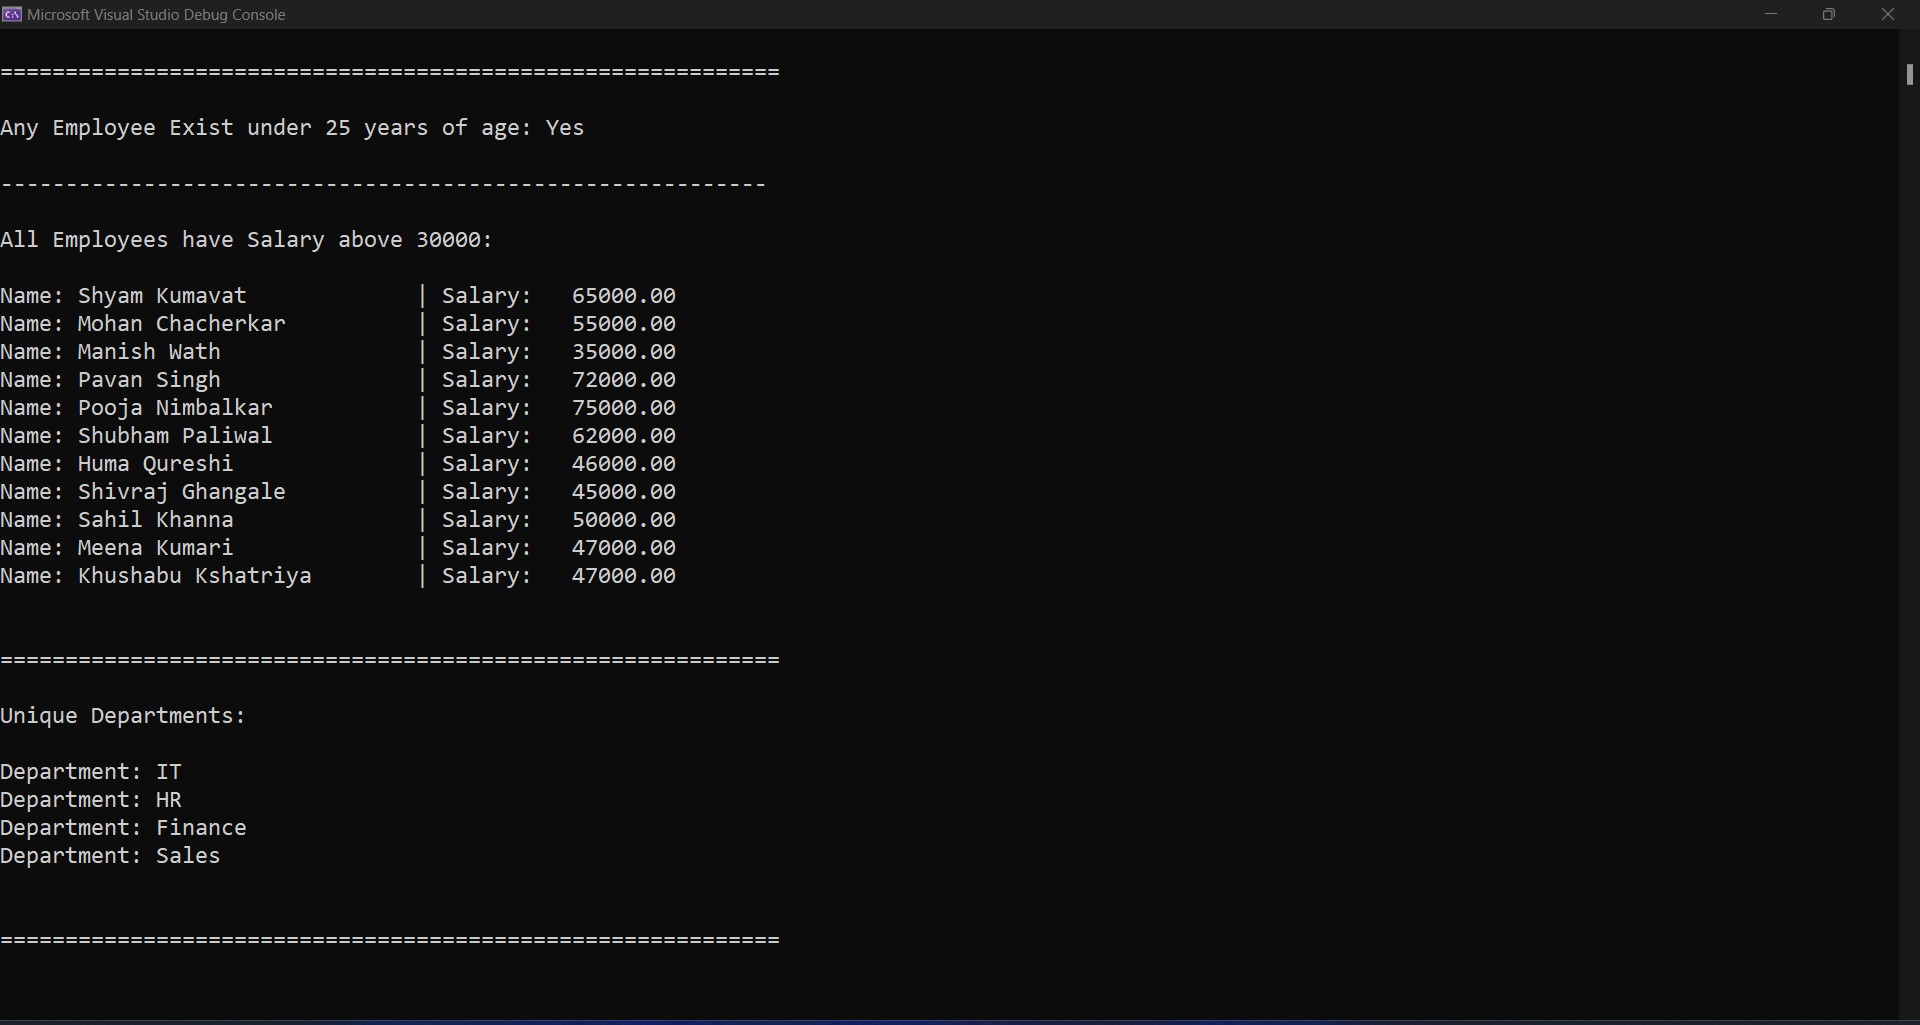 Microsoft Visual Studio Debug Console
============================================================
Any Employee Exist under 25 years of age: Yes
-----------------------------------------------------------
All Employees have Salary above 30000:
Name: Shyam Kumavat             | Salary:   65000.00
Name: Mohan Chacherkar          | Salary:   55000.00
Name: Manish Wath               | Salary:   35000.00
Name: Pavan Singh               | Salary:   72000.00
Name: Pooja Nimbalkar           | Salary:   75000.00
Name: Shubham Paliwal           | Salary:   62000.00
Name: Huma Qureshi              | Salary:   46000.00
Name: Shivraj Ghangale          | Salary:   45000.00
Name: Sahil Khanna              | Salary:   50000.00
Name: Meena Kumari              | Salary:   47000.00
Name: Khushabu Kshatriya        | Salary:   47000.00
============================================================
Unique Departments:
Department: IT
Department: HR
Department: Finance
Department: Sales
============================================================